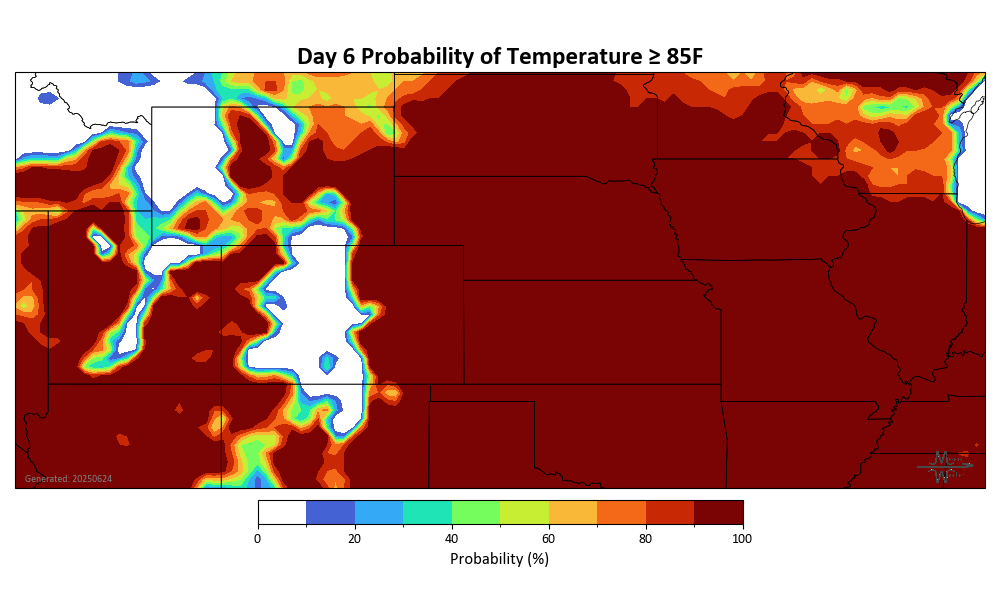 Day 6 Probability of Temperature ≥ 85F
Generated: 20250624
0 20 40 60 80 100
Probability (%)